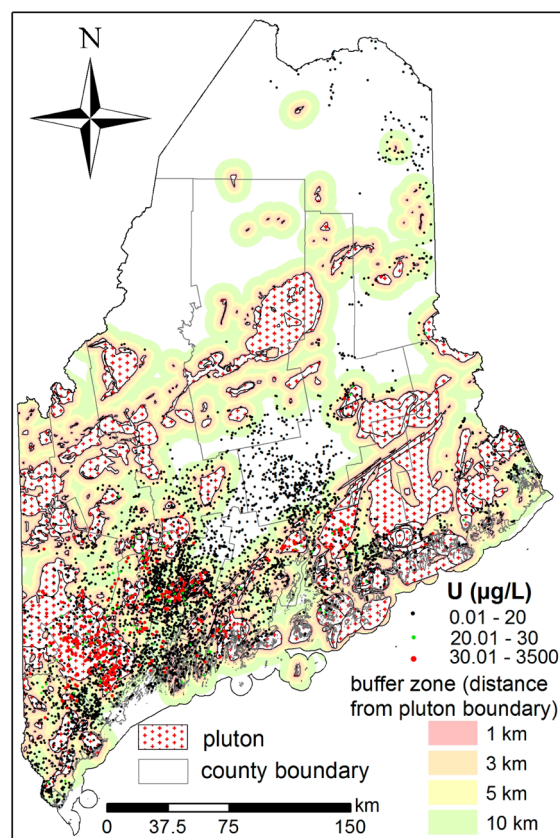 N
U (µg/L)
0.01 - 20
20.01 - 30
30.01 - 3500
buffer zone (distance
from pluton boundary)
1 km
3 km
5 km
10 km
pluton
county boundary
km
0 37.5 75 150